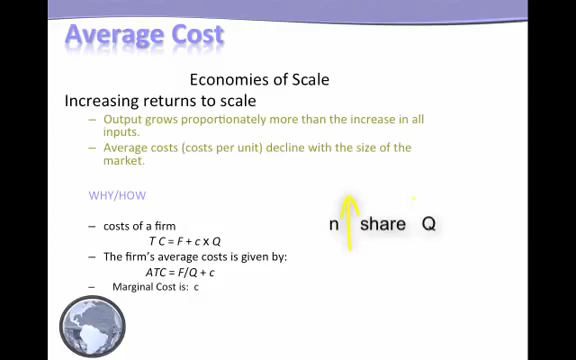 Average Cost
Economies of Scale
Increasing returns to scale
– Output grows proportionately more than the increase in all
inputs.
– Average costs (costs per unit) decline with the size of the
market.
WHY/HOW
– costs of a firm
T C = F + c x Q
– The firm's average costs is given by:
ATC = F/Q + c
– Marginal Cost is: c
n share Q